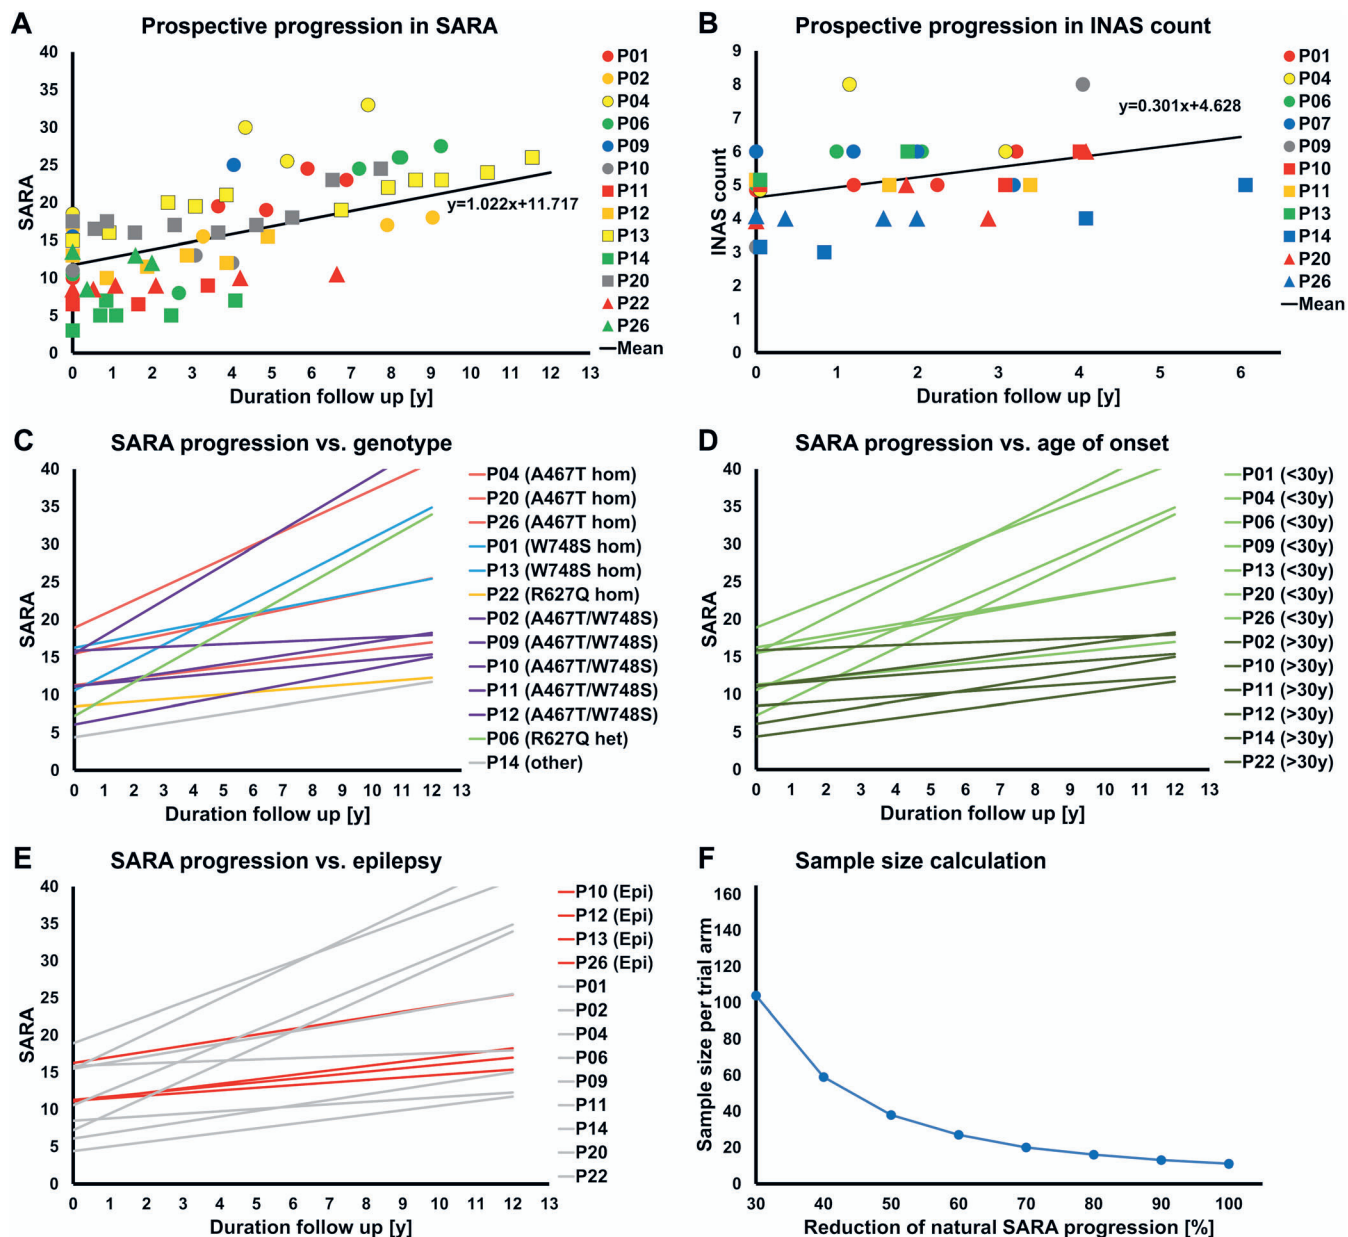 A Prospective progression in SARA
40
35
30
25
20
15
10
5
0
SARA
0 1 2 3 4 5 6 7 8 9 10 11 12 13
Duration follow up [y]
y=1.022x+11.717
P01
P02
P04
P06
P09
P10
P11
P12
P13
P14
P20
P22
P26
Mean
B Prospective progression in INAS count
9
8
7
6
5
4
3
2
1
0
INAS count
0 1 2 3 4 5 6
Duration follow up [y]
y=0.301x+4.628
P01
P04
P06
P07
P09
P10
P11
P13
P14
P20
P26
Mean
C SARA progression vs. genotype
40
35
30
25
20
15
10
5
0
SARA
0 1 2 3 4 5 6 7 8 9 10 11 12 13
Duration follow up [y]
P04 (A467T hom)
P20 (A467T hom)
P26 (A467T hom)
P01 (W748S hom)
P13 (W748S hom)
P22 (R627Q hom)
P02 (A467T/W748S)
P09 (A467T/W748S)
P10 (A467T/W748S)
P11 (A467T/W748S)
P12 (A467T/W748S)
P06 (R627Q het)
P14 (other)
D SARA progression vs. age of onset
40
35
30
25
20
15
10
5
0
SARA
0 1 2 3 4 5 6 7 8 9 10 11 12 13
Duration follow up [y]
P01 (<30y)
P04 (<30y)
P06 (<30y)
P09 (<30y)
P13 (<30y)
P20 (<30y)
P26 (<30y)
P02 (>30y)
P10 (>30y)
P11 (>30y)
P12 (>30y)
P14 (>30y)
P22 (>30y)
E SARA progression vs. epilepsy
40
35
30
25
20
15
10
5
0
SARA
0 1 2 3 4 5 6 7 8 9 10 11 12 13
Duration follow up [y]
P10 (Epi)
P12 (Epi)
P13 (Epi)
P26 (Epi)
P01
P02
P04
P06
P09
P11
P14
P20
P22
F Sample size calculation
160
140
120
100
80
60
40
20
0
Sample size per trial arm
30 40 50 60 70 80 90 100
Reduction of natural SARA progression [%]